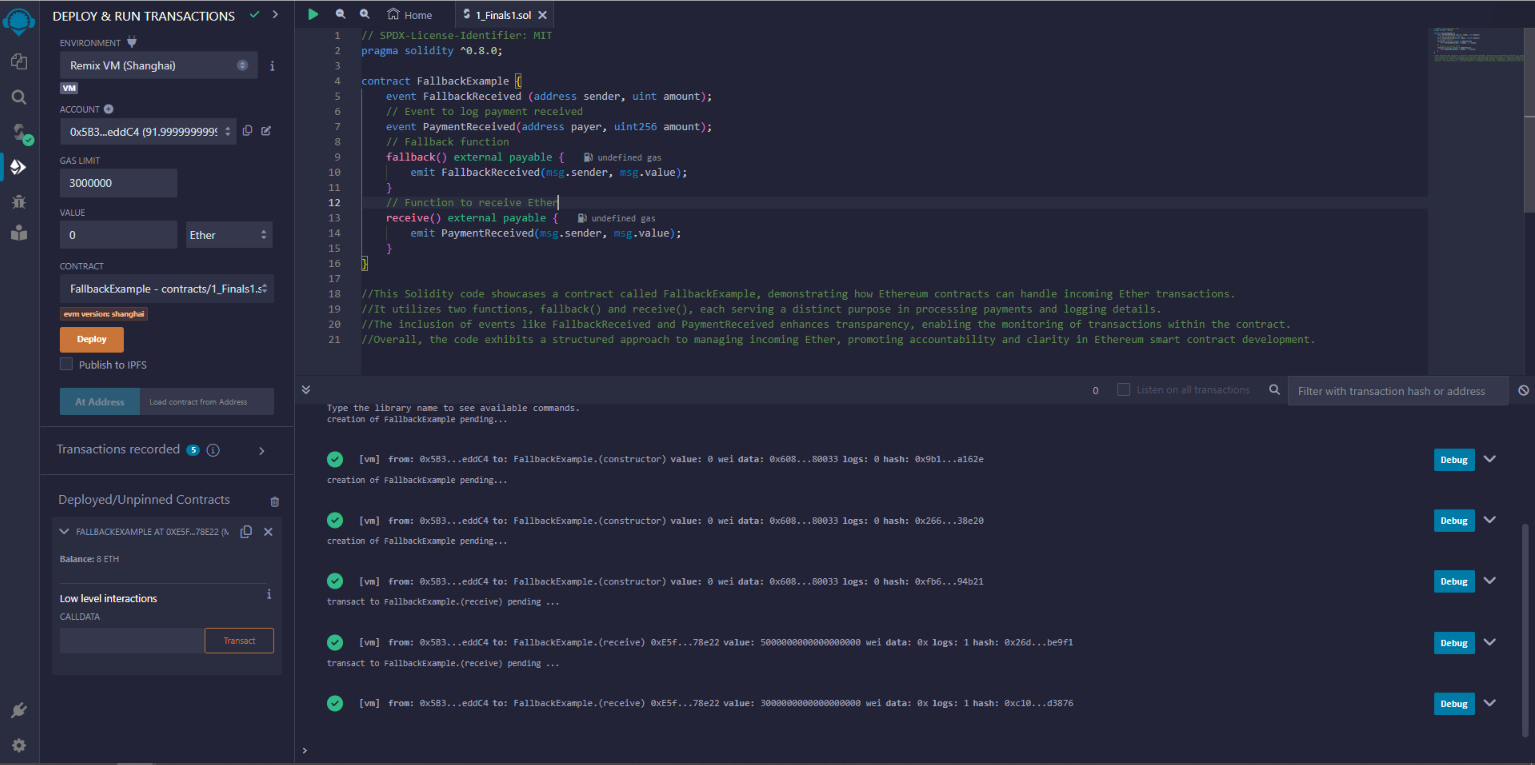 DEPLOY & RUN TRANSACTIONS
ENVIRONMENT
Remix VM (Shanghai)
VM
ACCOUNT
0x5B3...eddC4 (91.9999999999
GAS LIMIT
3000000
VALUE
0
Ether
CONTRACT
FallbackExample - contracts/1_Finals1.s
evm version: shanghai
Deploy
Publish to IPFS
At Address
Load contract from Address
Transactions recorded 5 i
Deployed/Unpinned Contracts
FALLBACKEXAMPLE AT 0XE5F...78E22 (M
Balance: 8 ETH
Low level interactions
CALLDATA
Transact
Home
1_Finals1.sol
1 // SPDX-License-Identifier: MIT
2 pragma solidity ^0.8.0;
3
4 contract FallbackExample {
5 event FallbackReceived (address sender, uint amount);
6 // Event to log payment received
7 event PaymentReceived(address payer, uint256 amount);
8 // Fallback function
9 fallback() external payable { undefined gas
10 emit FallbackReceived(msg.sender, msg.value);
11 }
12 // Function to receive Ether
13 receive() external payable { undefined gas
14 emit PaymentReceived(msg.sender, msg.value);
15 }
16 }
17
18 //This Solidity code showcases a contract called FallbackExample, demonstrating how Ethereum contracts can handle incoming Ether transactions.
19 //It utilizes two functions, fallback() and receive(), each serving a distinct purpose in processing payments and logging details.
20 //The inclusion of events like FallbackReceived and PaymentReceived enhances transparency, enabling the monitoring of transactions within the contract.
21 //Overall, the code exhibits a structured approach to managing incoming Ether, promoting accountability and clarity in Ethereum smart contract development.
0 Listen on all transactions Filter with transaction hash or address
Type the library name to see available commands.
creation of FallbackExample pending...
[vm] from: 0x5B3...eddC4 to: FallbackExample.(constructor) value: 0 wei data: 0x608...80033 logs: 0 hash: 0x9b1...a162e Debug
creation of FallbackExample pending...
[vm] from: 0x5B3...eddC4 to: FallbackExample.(constructor) value: 0 wei data: 0x608...80033 logs: 0 hash: 0x266...38e20 Debug
creation of FallbackExample pending...
[vm] from: 0x5B3...eddC4 to: FallbackExample.(constructor) value: 0 wei data: 0x608...80033 logs: 0 hash: 0xfb6...94b21 Debug
transact to FallbackExample.(receive) pending ...
[vm] from: 0x5B3...eddC4 to: FallbackExample.(receive) 0xE5f...78e22 value: 5000000000000000000 wei data: 0x logs: 1 hash: 0x26d...be9f1 Debug
transact to FallbackExample.(receive) pending ...
[vm] from: 0x5B3...eddC4 to: FallbackExample.(receive) 0xE5f...78e22 value: 3000000000000000000 wei data: 0x logs: 1 hash: 0xc10...d3876 Debug
>